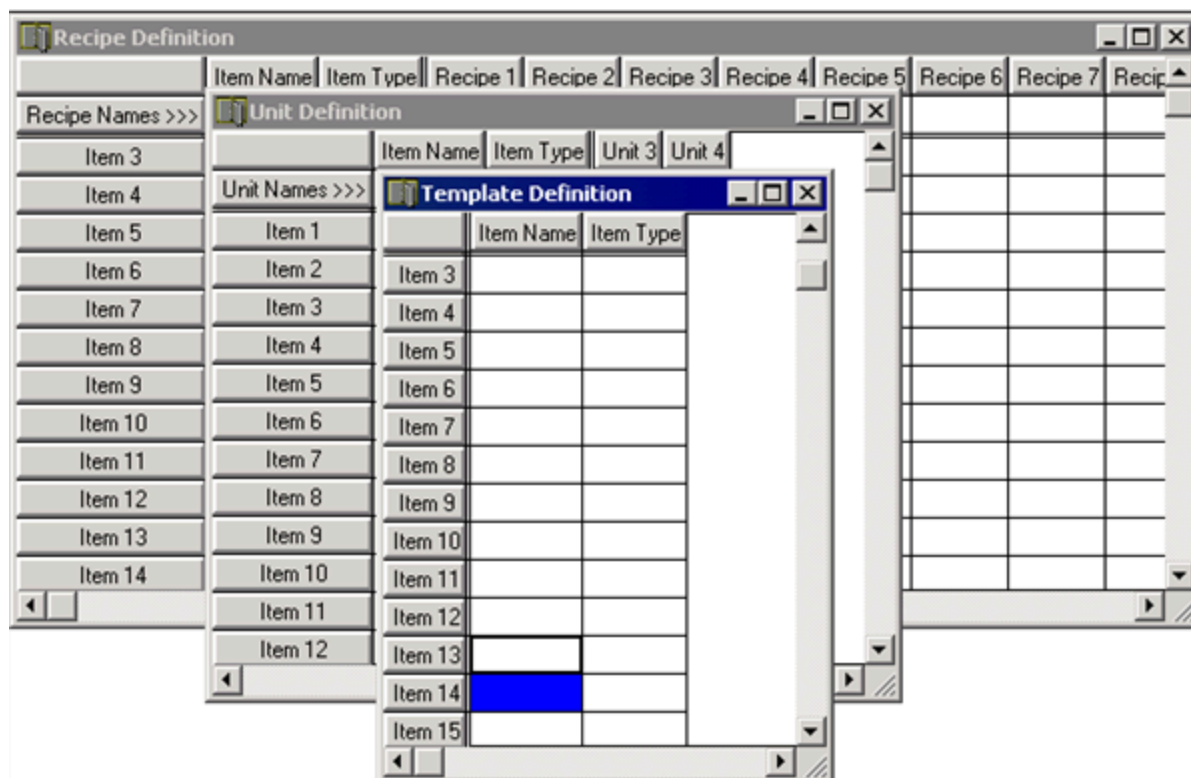 Recipe Definition
Item Name Item Type Recipe 1 Recipe 2 Recipe 3 Recipe 4 Recipe 5 Recipe 6 Recipe 7 Recip
Recipe Names >>>
Item 3
Item 4
Item 5
Item 6
Item 7
Item 8
Item 9
Item 10
Item 11
Item 12
Item 13
Item 14
Unit Definition
Item Name Item Type Unit 3 Unit 4
Unit Names >>>
Item 1
Item 2
Item 3
Item 4
Item 5
Item 6
Item 7
Item 8
Item 9
Item 10
Item 11
Item 12
Template Definition
Item Name Item Type
Item 3
Item 4
Item 5
Item 6
Item 7
Item 8
Item 9
Item 10
Item 11
Item 12
Item 13
Item 14
Item 15